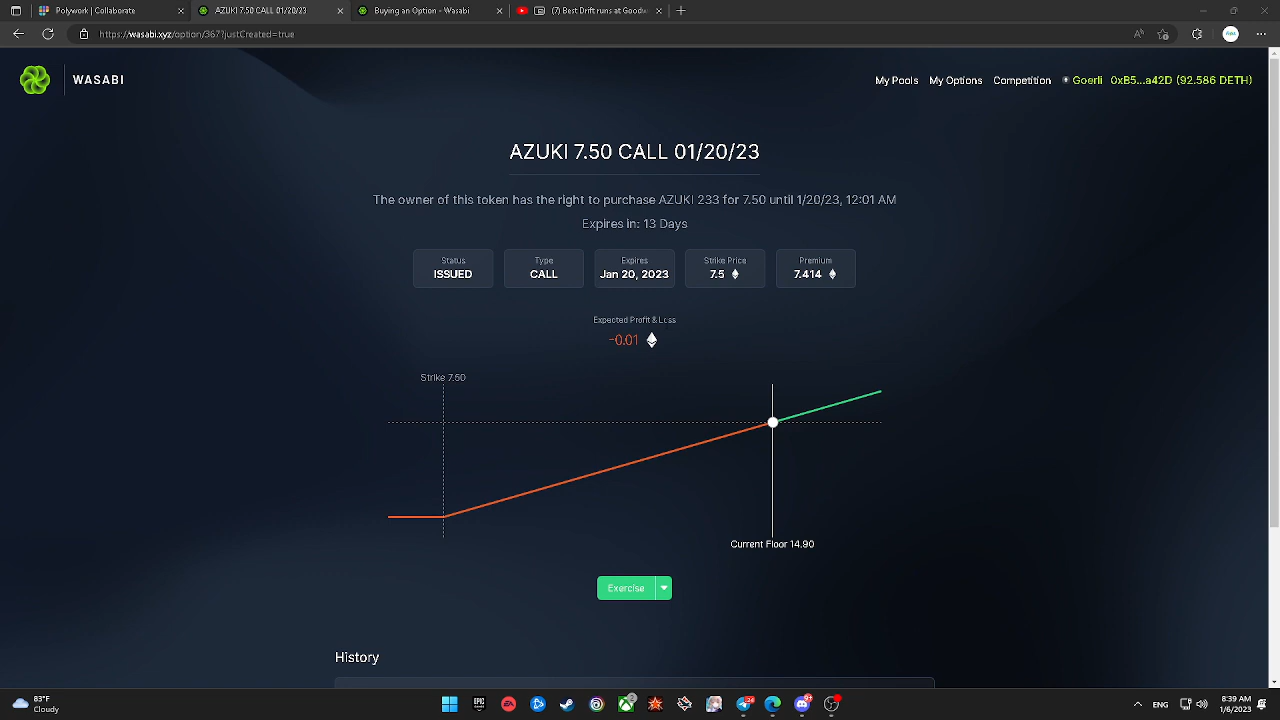 Polywork | Collaborate
AZUKI 7.50 CALL 01/20/23
Buying an Option - Wasabi
(7) Best Drift runs at Goodw
https://wasabi.xyz/option/367?justCreated=true
WASABI
My Pools
My Options
Competition
Goerli
0xB5...a42D (92.586 DETH)
AZUKI 7.50 CALL 01/20/23
The owner of this token has the right to purchase AZUKI 233 for 7.50 until 1/20/23, 12:01 AM
Expires in: 13 Days
Status
ISSUED
Type
CALL
Expires
Jan 20, 2023
Strike Price
7.5
Premium
7.414
Expected Profit & Loss
-0.01
Strike 7.50
Current Floor 14.90
Exercise
History
83°F
Cloudy
ENG
8:39 AM
1/6/2023